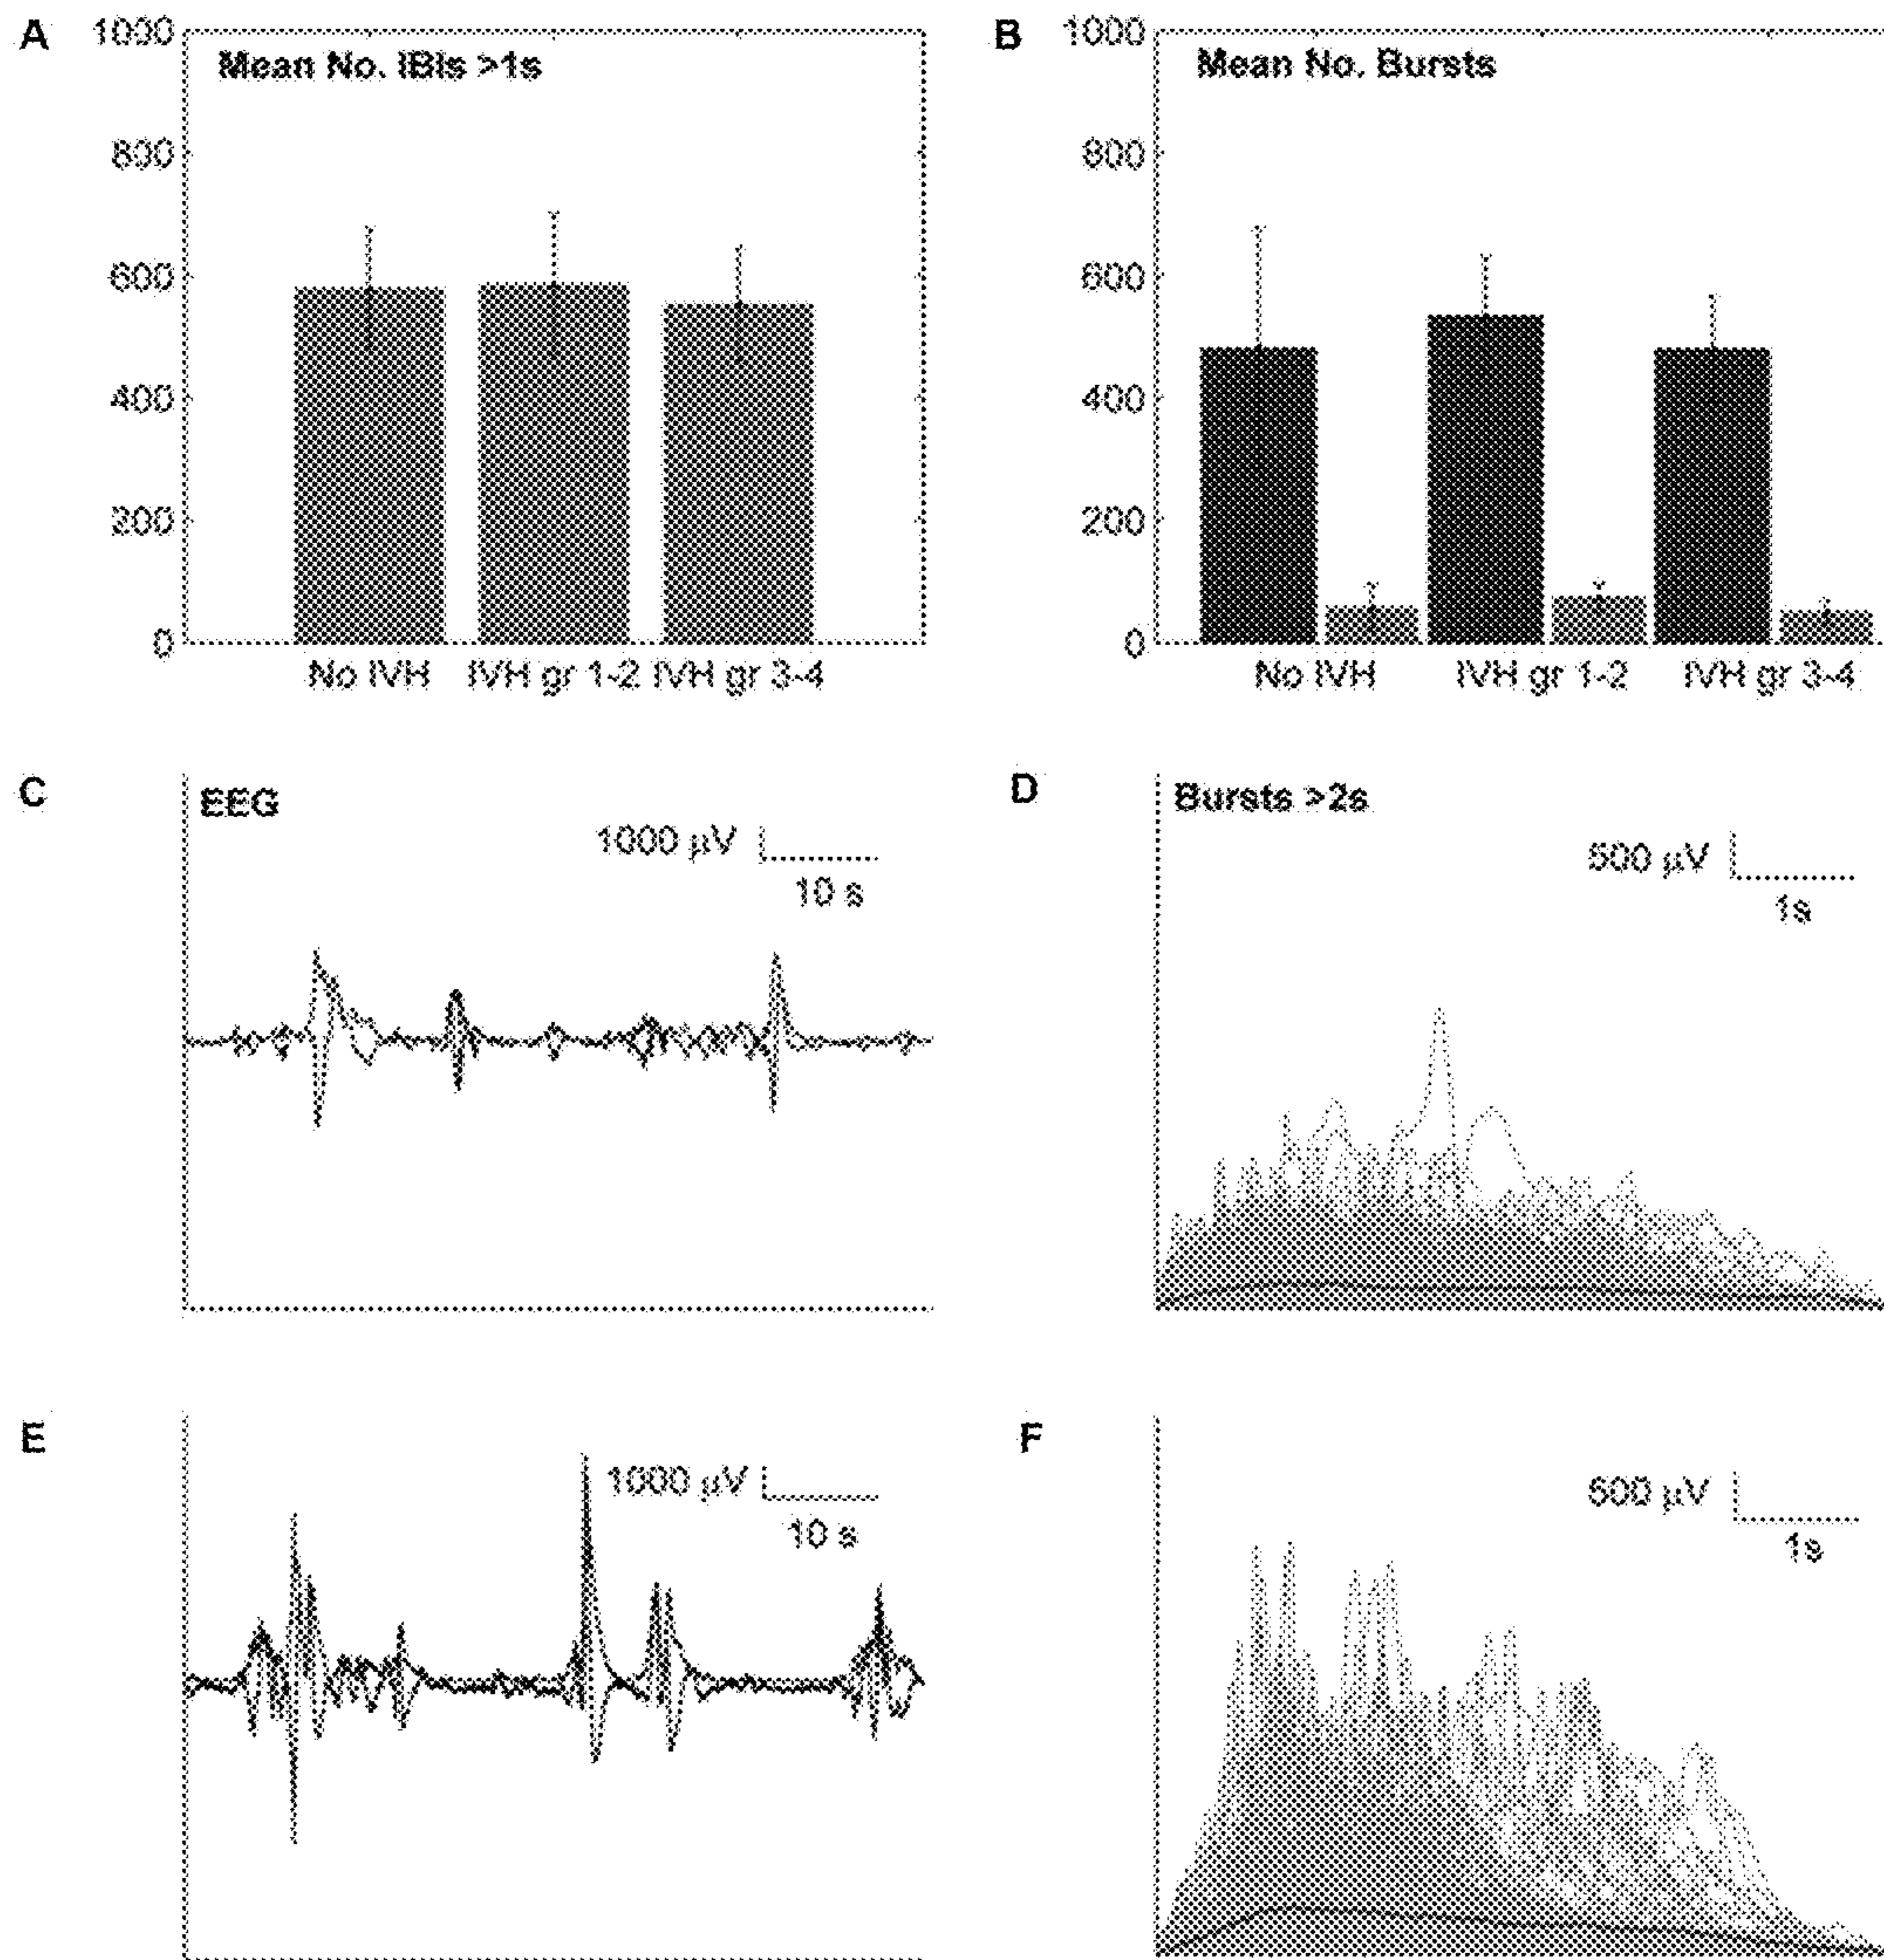 A
Mean No. IBIs >1s
1000
800
600
400
200
0
No IVH IVH gr 1-2 IVH gr 3-4
B
Mean No. Bursts
1000
800
600
400
200
0
No IVH IVH gr 1-2 IVH gr 3-4
C
EEG
1000 µV
10 s
D
Bursts >2s
500 µV
1s
E
1000 µV
10 s
F
500 µV
1s